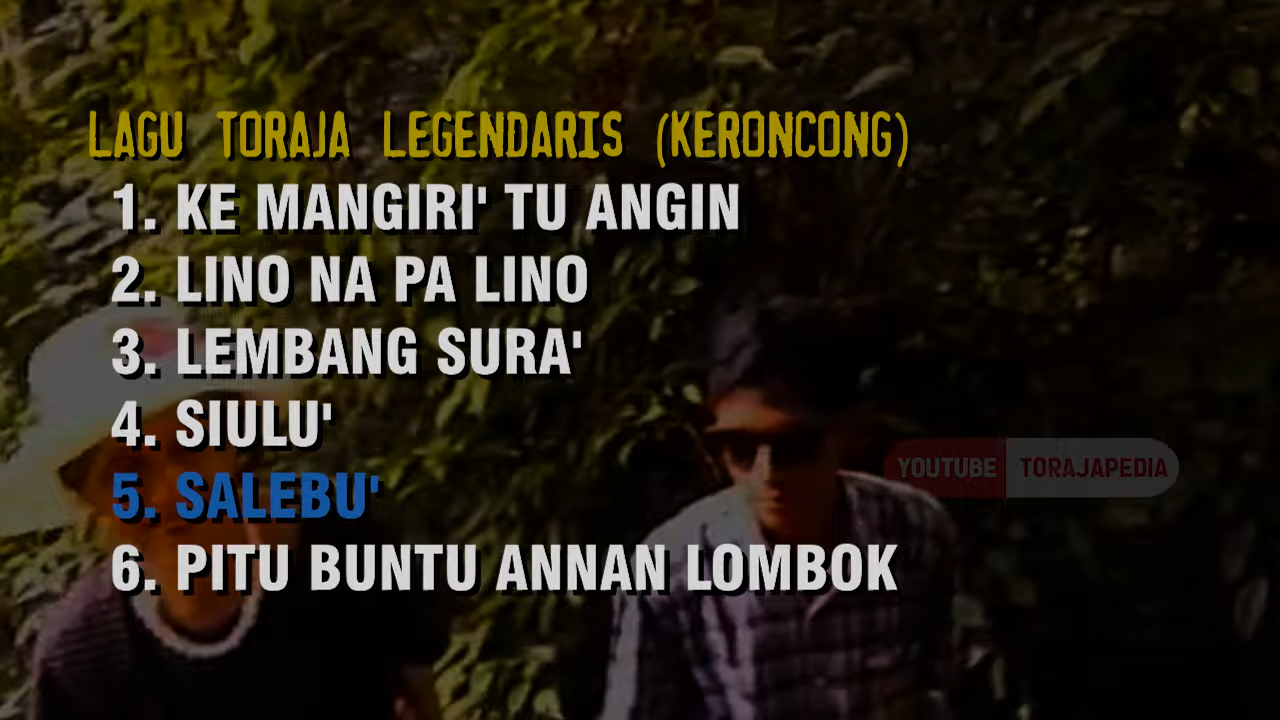 LAGU TORAJA LEGENDARIS (KERONCONG)
1. KE MANGIRI' TU ANGIN
2. LINO NA PA LINO
3. LEMBANG SURA'
4. SIULU'
5. SALEBU'
6. PITU BUNTU ANNAN LOMBOK
YOUTUBE TORAJAPEDIA